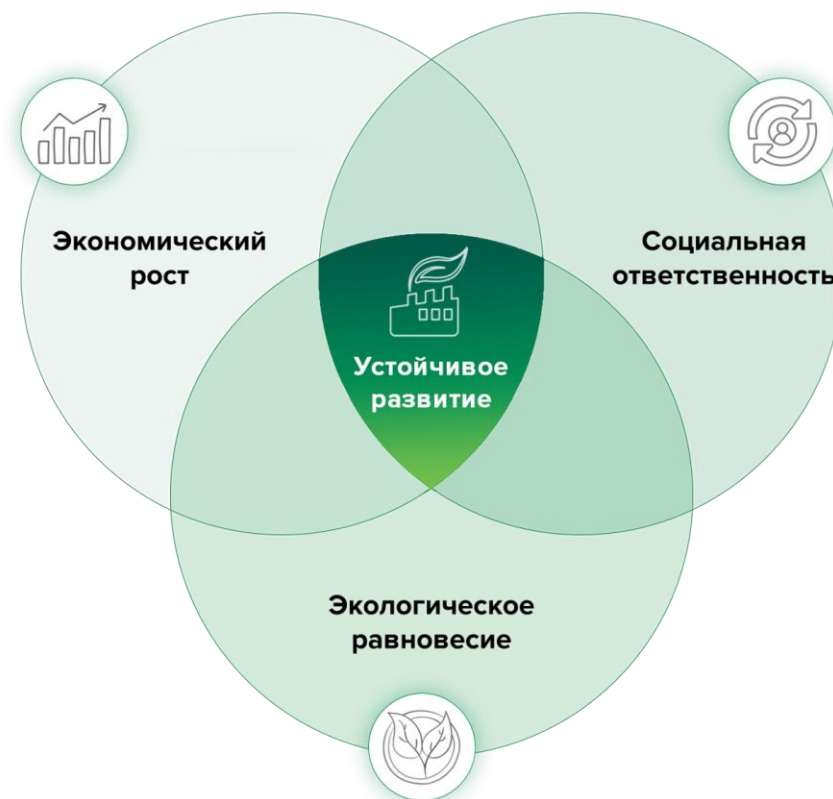 Экономический
рост
Социальная
ответственность
Устойчивое
развитие
Экологическое
равновесие